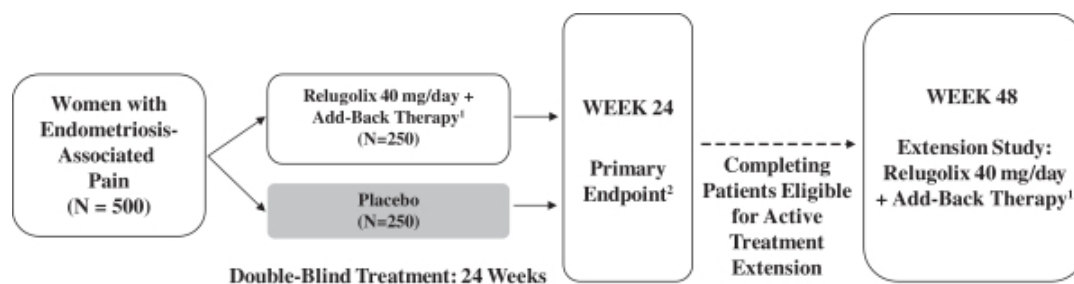 Women with
Endometriosis-
Associated
Pain
(N = 500)
Relugolix 40 mg/day +
Add-Back Therapy¹
(N=250)
Placebo
(N=250)
Double-Blind Treatment: 24 Weeks
WEEK 24
Primary
Endpoint²
Completing
Patients Eligible
for Active
Treatment
Extension
WEEK 48
Extension Study:
Relugolix 40 mg/day
+ Add-Back Therapy¹